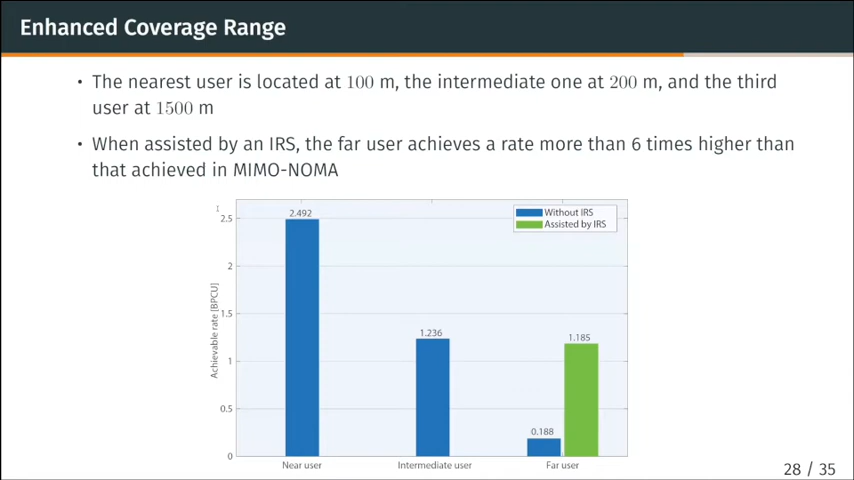 Enhanced Coverage Range
• The nearest user is located at 100 m, the intermediate one at 200 m, and the third
user at 1500 m
• When assisted by an IRS, the far user achieves a rate more than 6 times higher than
that achieved in MIMO-NOMA
Without IRS
Assisted by IRS
Achievable rate [BPCU]
2.5
2
1.5
1
0.5
0
2.492
1.236
0.188
1.185
Near user
Intermediate user
Far user
28 / 35